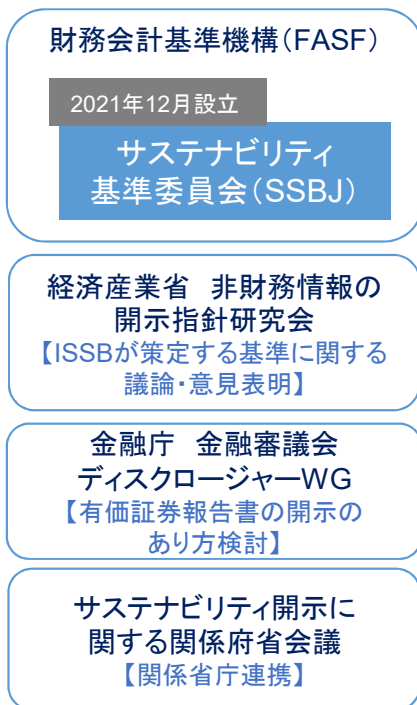 財務会計基準機構（FASF）
2021年12月設立
サステナビリティ
基準委員会（SSBJ）
経済産業省　非財務情報の
開示指針研究会
【ISSBが策定する基準に関する
議論・意見表明】
金融庁　金融審議会
ディスクロージャーWG
【有価証券報告書の開示の
あり方検討】
サステナビリティ開示に
関する関係府省会議
【関係省庁連携】